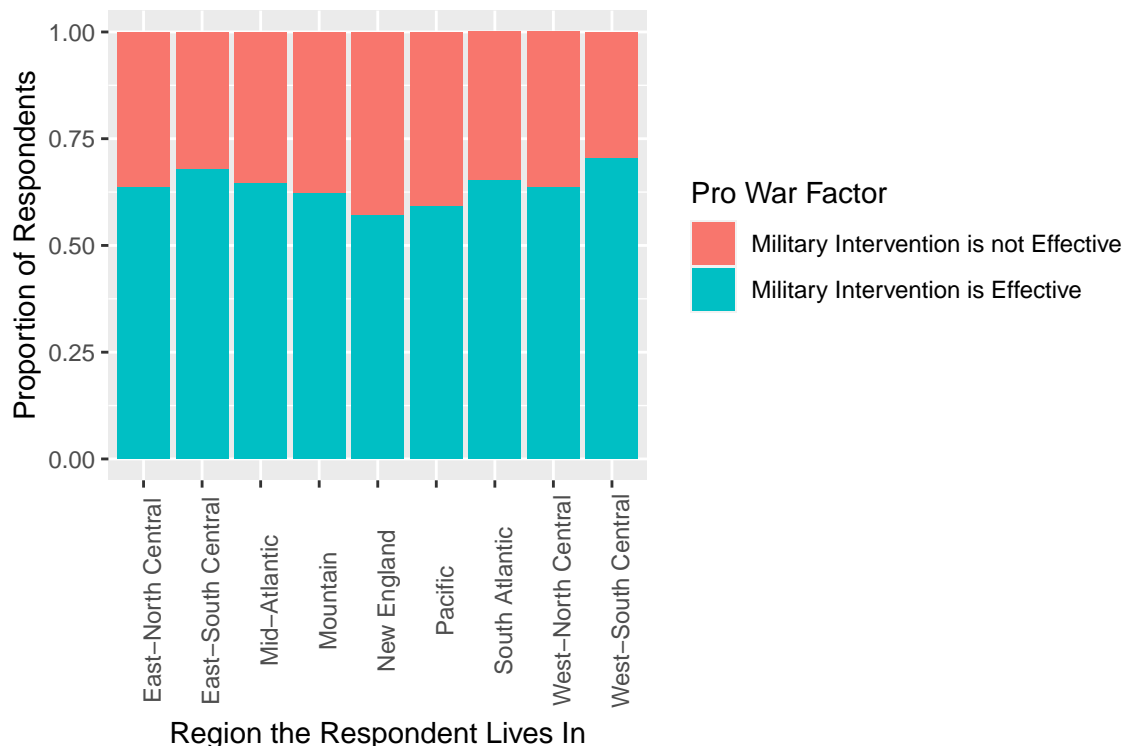 1.00
0.75
0.50
0.25
0.00
Proportion of Respondents
East−North Central
East−South Central
Mid−Atlantic
Mountain
New England
Pacific
South Atlantic
West−North Central
West−South Central
Region the Respondent Lives In
Pro War Factor
Military Intervention is not Effective
Military Intervention is Effective